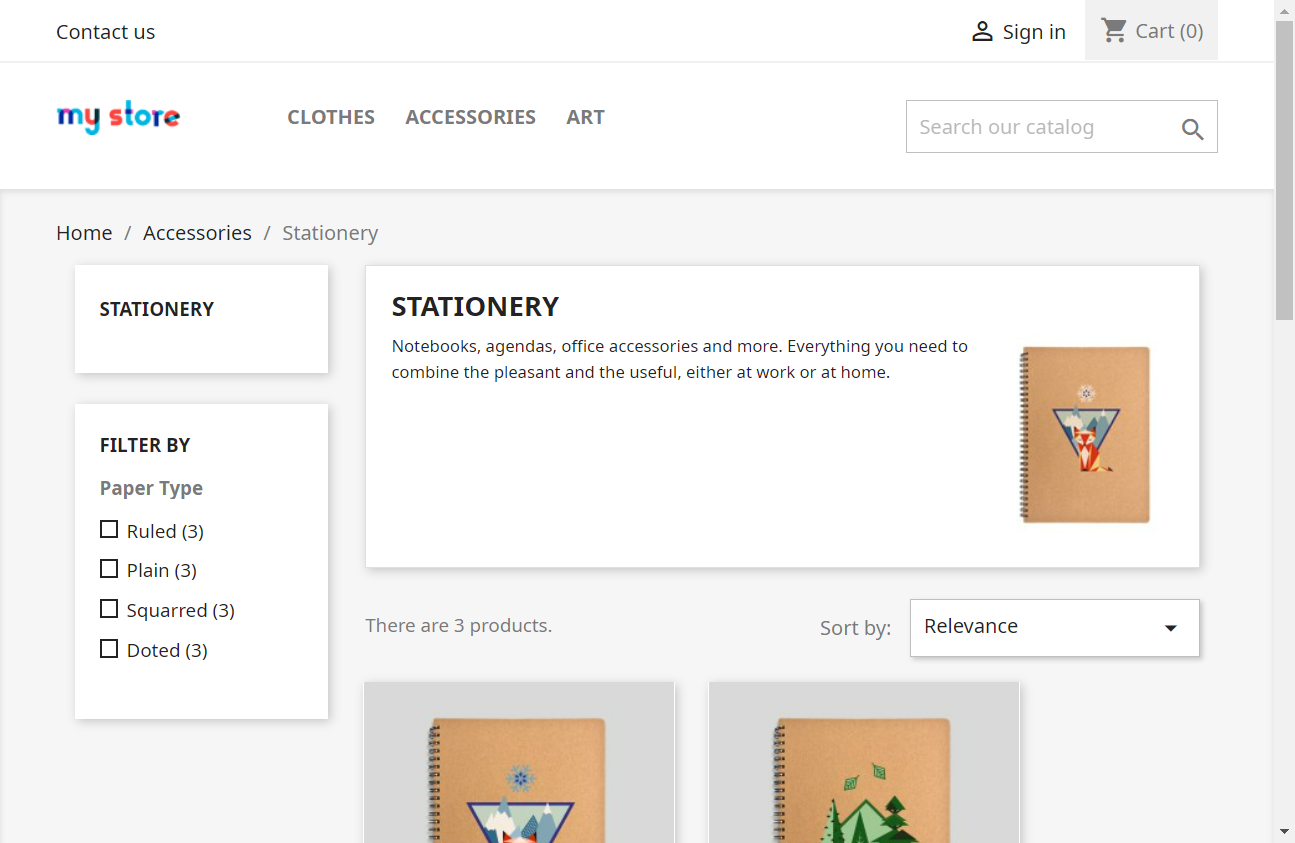 Contact us
Sign in
Cart (0)
my store
CLOTHES
ACCESSORIES
ART
Search our catalog
Home / Accessories / Stationery
STATIONERY
FILTER BY
Paper Type
Ruled (3)
Plain (3)
Squarred (3)
Doted (3)
STATIONERY
Notebooks, agendas, office accessories and more. Everything you need to
combine the pleasant and the useful, either at work or at home.
There are 3 products.
Sort by:
Relevance